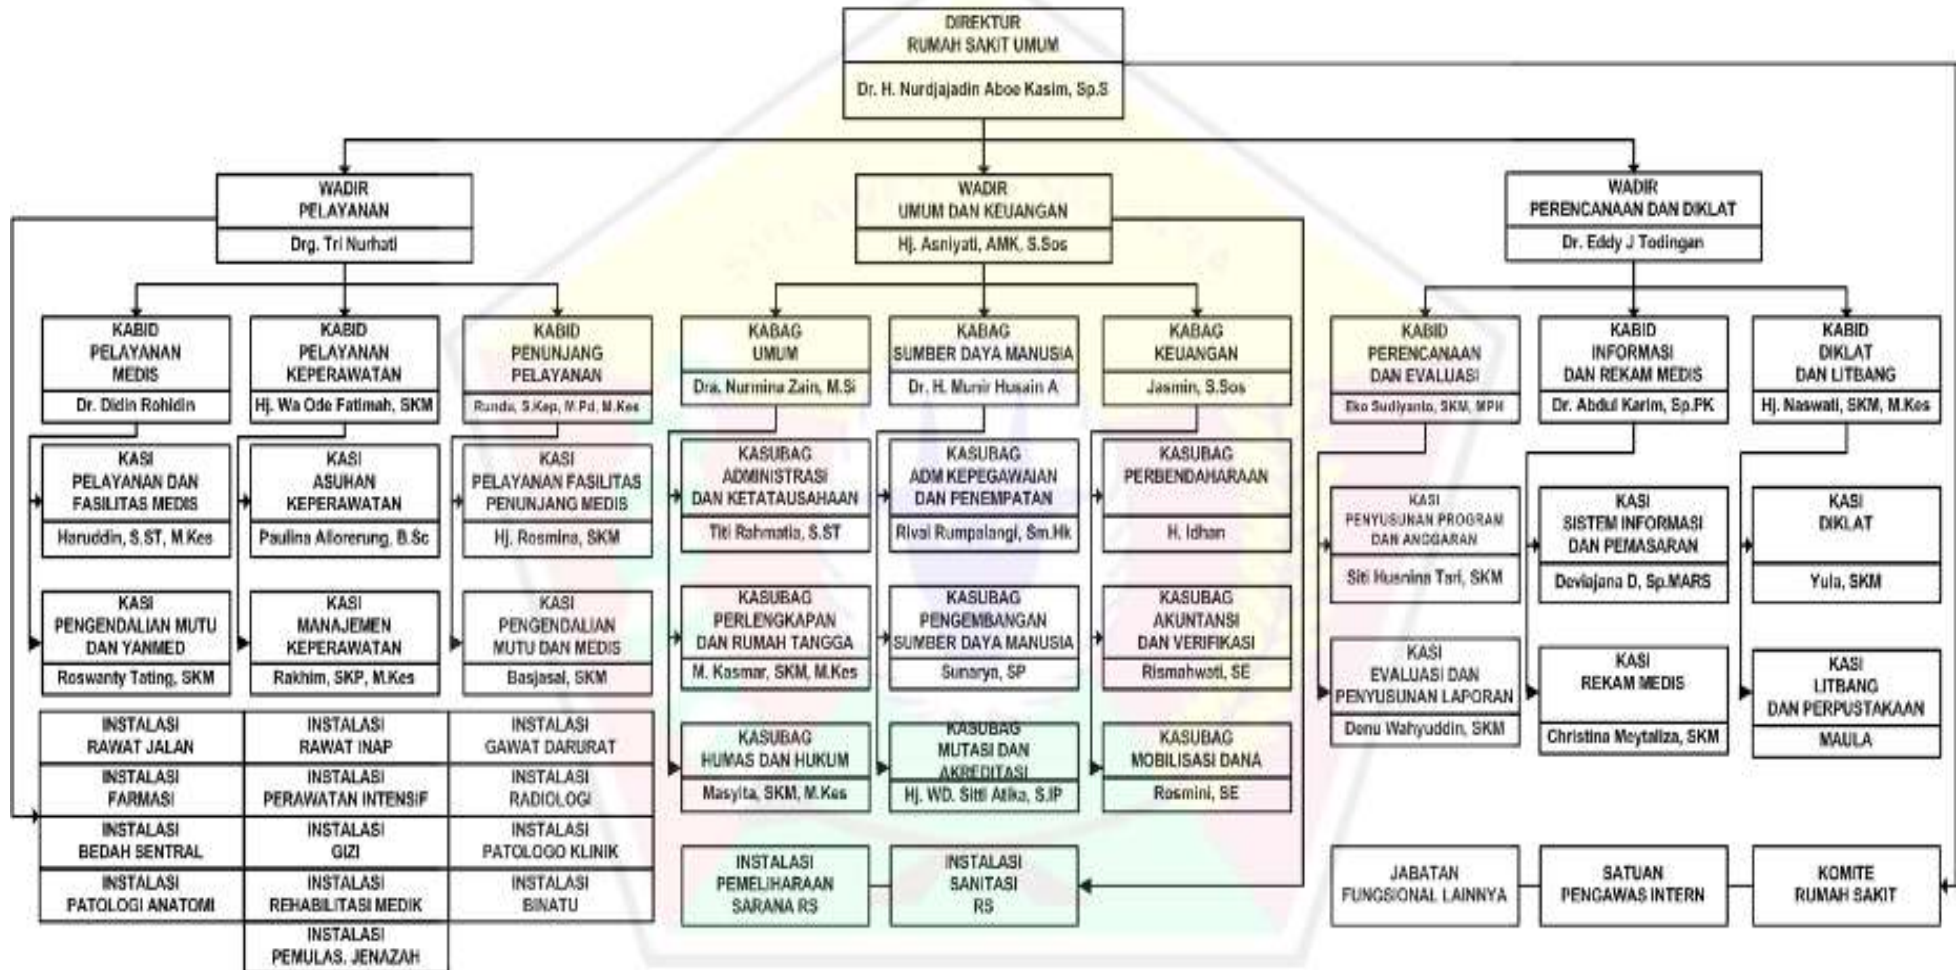 DIREKTUR
RUMAH SAKIT UMUM
Dr. H. Nurdjajadin Aboe Kasim, Sp.S
WADIR
PELAYANAN
Drg. Tri Nurhati
WADIR
UMUM DAN KEUANGAN
Hj. Asniyati, AMK, S.Sos
WADIR
PERENCANAAN DAN DIKLAT
Dr. Eddy J Todingan
KABID
PELAYANAN
MEDIS
Dr. Didin Rohidin
KABID
PELAYANAN
KEPERAWATAN
Hj. Wa Ode Fatimah, SKM
KABID
PENUNJANG
PELAYANAN
Runda, S.Kep, M.Pd, M.Kes
KABAG
UMUM
Dra. Nurmina Zain, M.Si
KABAG
SUMBER DAYA MANUSIA
Dr. H. Munir Husain A
KABAG
KEUANGAN
Jasmin, S.Sos
KABID
PERENCANAAN
DAN EVALUASI
Eko Sudiyanto, SKM, MPH
KABID
INFORMASI
DAN REKAM MEDIS
Dr. Abdul Karim, Sp.PK
KABID
DIKLAT
DAN LITBANG
Hj. Naswati, SKM, M.Kes
KASI
PELAYANAN DAN
FASILITAS MEDIS
Haruddin, S.ST, M.Kes
KASI
ASUHAN
KEPERAWATAN
Paulina Allorerung, B.Sc
KASI
PELAYANAN FASILITAS
PENUNJANG MEDIS
Hj. Rosmina, SKM
KASUBAG
ADMINISTRASI
DAN KETATAUSAHAAN
Titi Rahmatia, S.ST
KASUBAG
ADM KEPEGAWAIAN
DAN PENEMPATAN
Rival Rumpalangi, Sm.Hk
KASUBAG
PERBENDAHARAAN
H. Idhan
KASI
PENYUSUNAN PROGRAM
DAN ANGGARAN
Siti Husnina Tari, SKM
KASI
SISTEM INFORMASI
DAN PEMASARAN
Deviajana D, Sp.MARS
KASI
DIKLAT
Yula, SKM
KASI
PENGENDALIAN MUTU
DAN YANMED
Roswanty Tating, SKM
KASI
MANAJEMEN
KEPERAWATAN
Rakhim, SKP, M.Kes
KASI
PENGENDALIAN
MUTU DAN MEDIS
Basjasal, SKM
KASUBAG
PERLENGKAPAN
DAN RUMAH TANGGA
M. Kasmar, SKM, M.Kes
KASUBAG
PENGEMBANGAN
SUMBER DAYA MANUSIA
Sunarya, SP
KASUBAG
AKUNTANSI
DAN VERIFIKASI
Rismahwati, SE
KASI
EVALUASI DAN
PENYUSUNAN LAPORAN
Denu Wahyuddin, SKM
KASI
REKAM MEDIS
Christina Meytaliza, SKM
KASI
LITBANG
DAN PERPUSTAKAAN
MAULA
KASUBAG
HUMAS DAN HUKUM
Masyita, SKM, M.Kes
KASUBAG
MUTASI DAN
AKREDITASI
Hj. WD. Sitti Atika, S.IP
KASUBAG
MOBILISASI DANA
Rosmini, SE
INSTALASI
RAWAT JALAN
INSTALASI
RAWAT INAP
INSTALASI
GAWAT DARURAT
INSTALASI
FARMASI
INSTALASI
PERAWATAN INTENSIF
INSTALASI
RADIOLOGI
INSTALASI
BEDAH SENTRAL
INSTALASI
GIZI
INSTALASI
PATOLOGO KLINIK
INSTALASI
PATOLOGI ANATOMI
INSTALASI
REHABILITASI MEDIK
INSTALASI
BINATU
INSTALASI
PEMULAS. JENAZAH
INSTALASI
PEMELIHARAAN
SARANA RS
INSTALASI
SANITASI
RS
JABATAN
FUNGSIONAL LAINNYA
SATUAN
PENGAWAS INTERN
KOMITE
RUMAH SAKIT